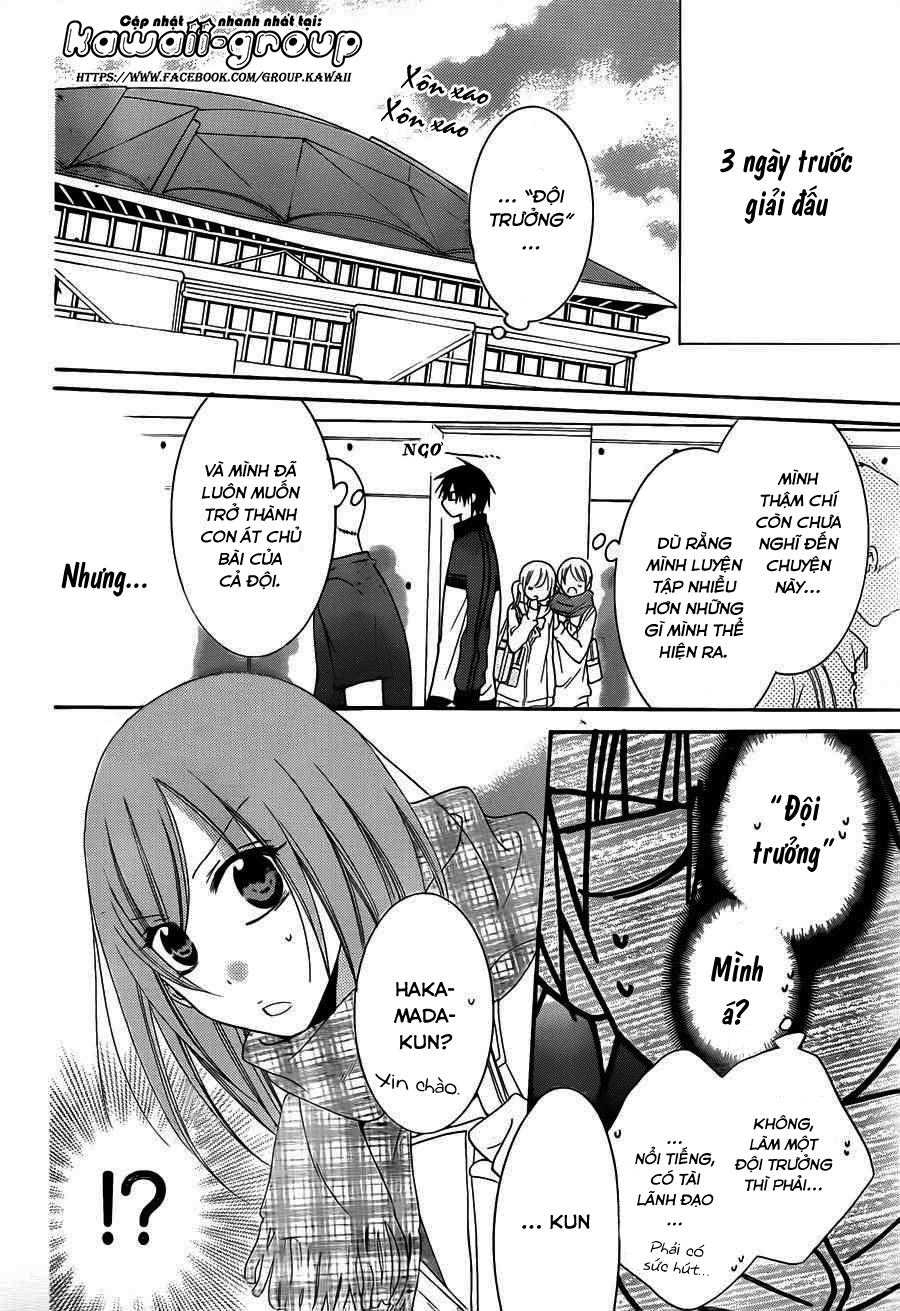 Cập nhật nhanh nhất tại:
kawaii-group
HTTPS://WWW.FACEBOOK.COM/GROUP.KAWAII
3 ngày trước
giải đấu
Xôn xao
Xôn xao
... “ĐỘI
TRƯỞNG“
...
MÌNH
THẬM CHÍ
CÒN CHƯA
NGHĨ ĐẾN
CHUYỆN
NÀY...
DÙ RẰNG
MÌNH LUYỆN
TẬP NHIỀU
HƠN NHỮNG
GÌ MÌNH THỂ
HIỆN RA.
NGƠ
VÀ MÌNH ĐÃ
LUÔN MUỐN
TRỞ THÀNH
CON ÁT CHỦ
BÀI CỦA
CẢ ĐỘI.
Nhưng...
“Đội
trưởng”
Mình
á?
KHÔNG,
LÀM MỘT
ĐỘI TRƯỞNG
THÌ PHẢI...
...
NỔI TIẾNG,
CÓ TÀI
LÃNH ĐẠO
...
Phải có
sức hút...
... KUN
HAKA-
MADA-
KUN?
Xin chào.
!?